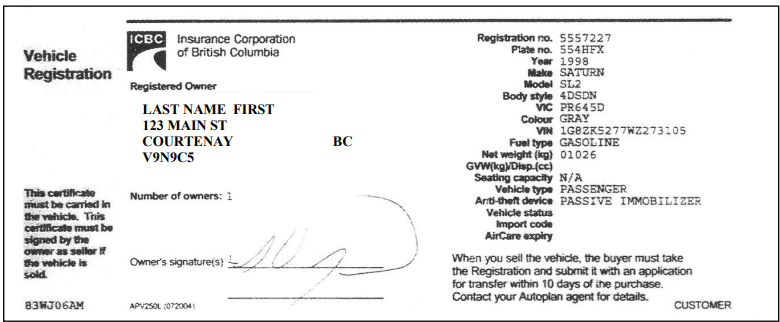 Vehicle
Registration
ICBC
Insurance Corporation
of British Columbia
Registered Owner
LAST NAME FIRST
123 MAIN ST
COURTENAY BC
V9N9C5
This certificate
must be carried in
the vehicle. This
certificate must be
signed by the
owner as seller if
the vehicle is
sold.
Number of owners: 1
Owner's signature(s)
83WJ06AM
APV250L (072004)
Registration no. 5557227
Plate no. 554HFX
Year 1998
Make SATURN
Model SL2
Body style 4DSDN
VIC PR645D
Colour GRAY
VIN 1G8ZK5277WZ273105
Fuel type GASOLINE
Net weight (kg) 01026
GVW(kg)/Disp.(cc)
Seating capacity N/A
Vehicle type PASSENGER
Anti-theft device PASSIVE IMMOBILIZER
Vehicle status
Import code
AirCare expiry
When you sell the vehicle, the buyer must take
the Registration and submit it with an application
for transfer within 10 days of the purchase.
Contact your Autoplan agent for details.
CUSTOMER